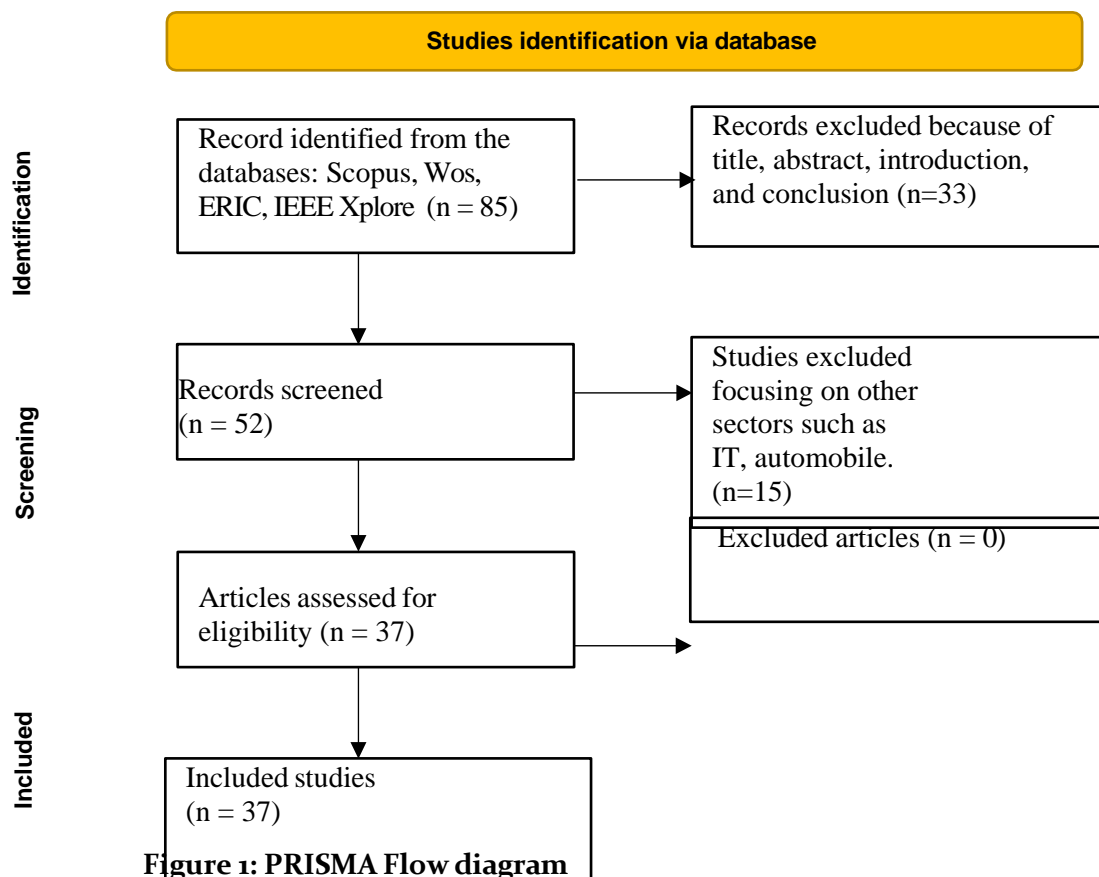 Studies identification via database
Identification
Record identified from the
databases: Scopus, Wos,
ERIC, IEEE Xplore (n = 85)
Records excluded because of
title, abstract, introduction,
and conclusion (n=33)
Screening
Records screened
(n = 52)
Studies excluded
focusing on other
sectors such as
IT, automobile.
(n=15)
Excluded articles (n = 0)
Articles assessed for
eligibility (n = 37)
Included
Included studies
(n = 37)
Figure 1: PRISMA Flow diagram